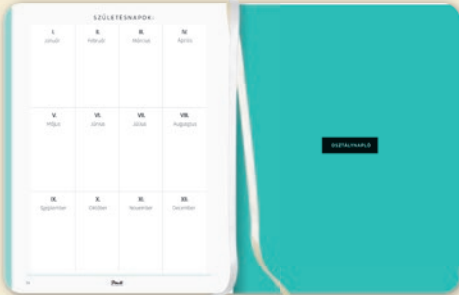 SZÜLETÉSNAPOK:
I. II. III. IV.
Január Február Március Április
V. VI. VII. VIII.
Május Június Július Augusztus
IX. X. XI. XII.
Szeptember Október November December
OSZTÁLYNAPLÓ